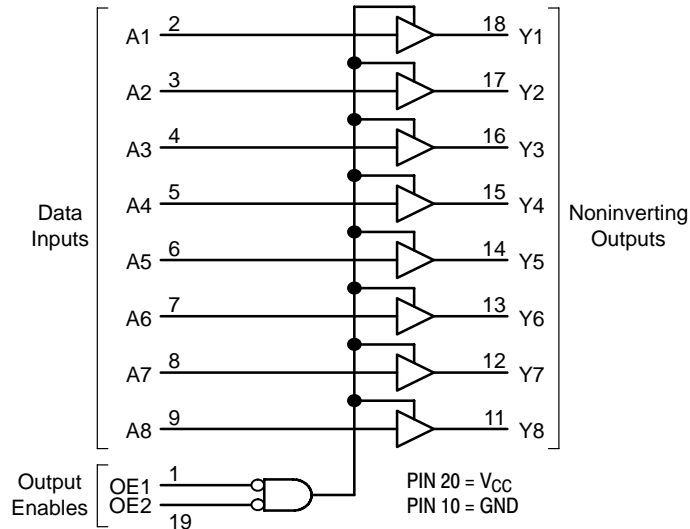 A1 2 18 Y1
A2 3 17 Y2
A3 4 16 Y3
A4 5 15 Y4
Data
Inputs
Noninverting
Outputs
A5 6 14 Y5
A6 7 13 Y6
A7 8 12 Y7
A8 9 11 Y8
Output
Enables
OE1 1
OE2
19
PIN 20 = VCC
PIN 10 = GND